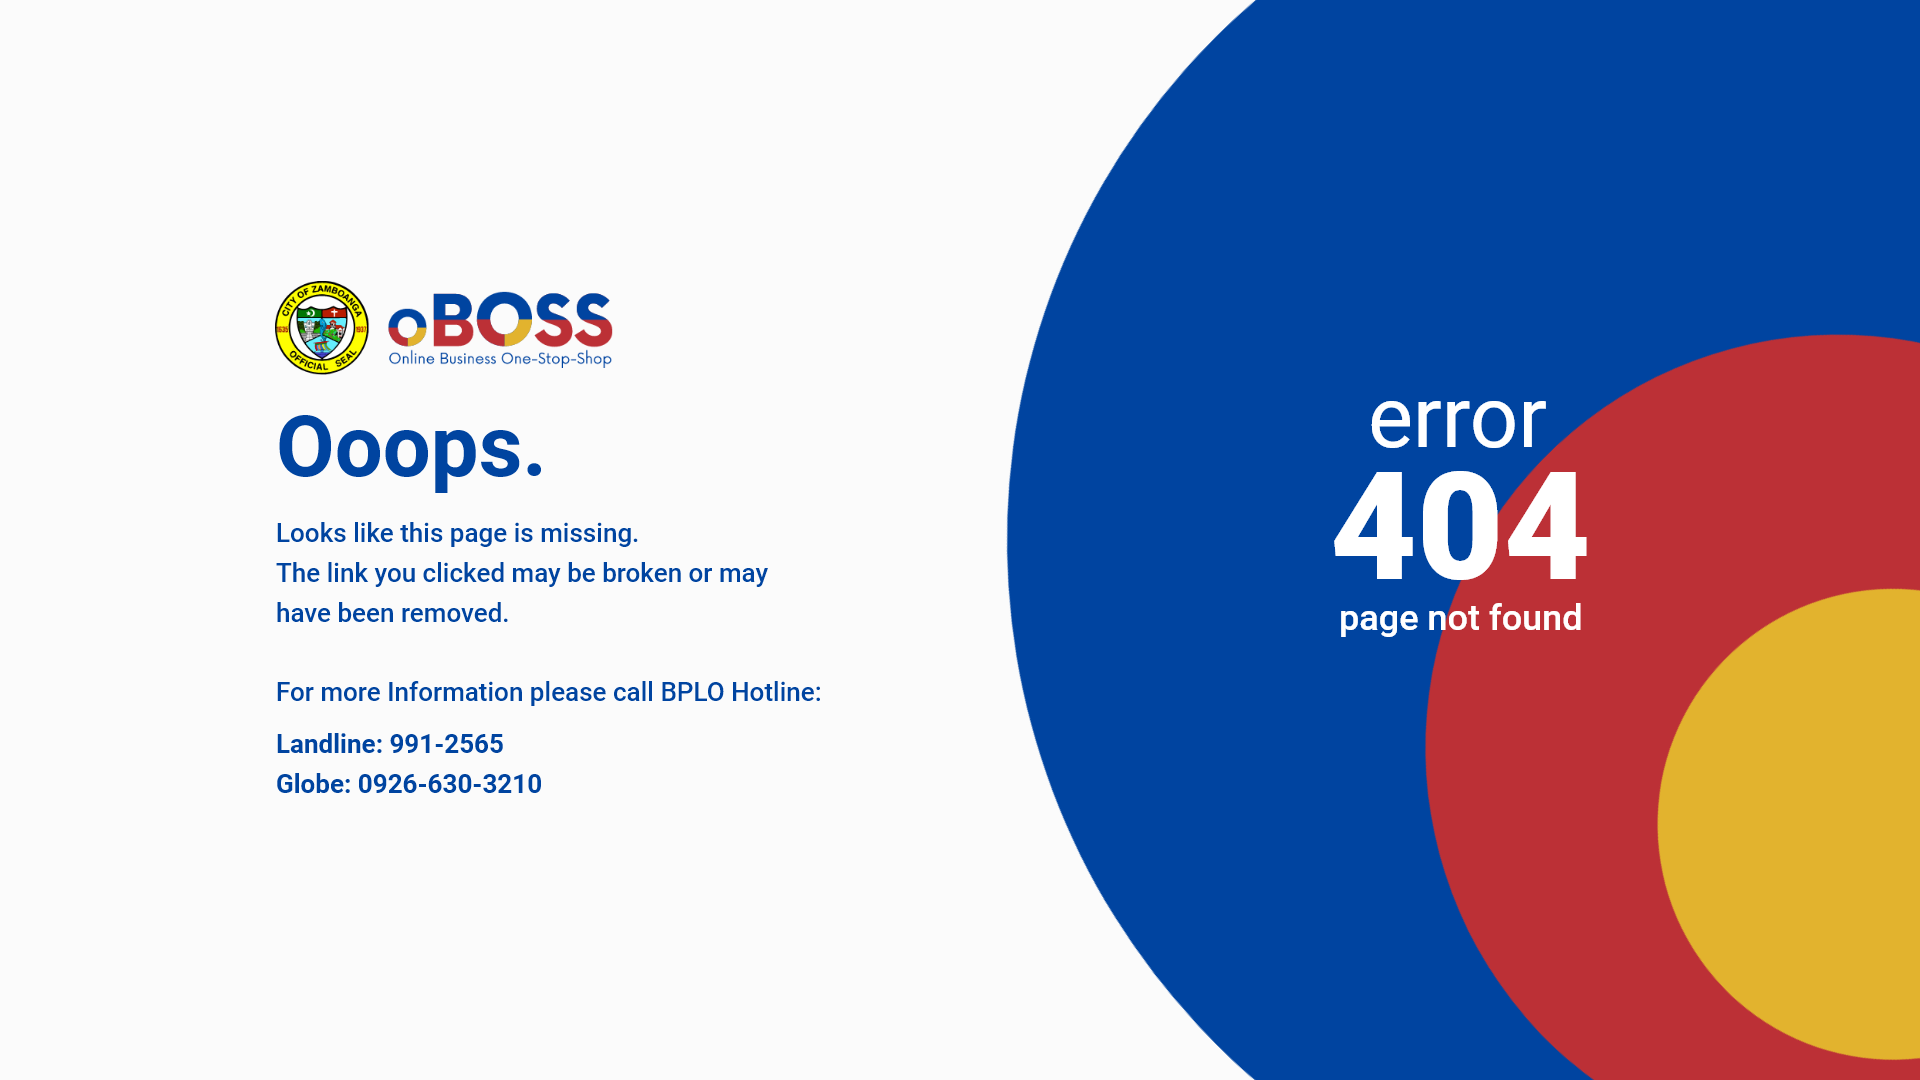 CITY OF ZAMBOANGA
1635
1937
OFFICIAL SEAL
oBOSS
Online Business One-Stop-Shop
Ooops.
Looks like this page is missing.
The link you clicked may be broken or may
have been removed.
For more Information please call BPLO Hotline:
Landline: 991-2565
Globe: 0926-630-3210
error
404
page not found